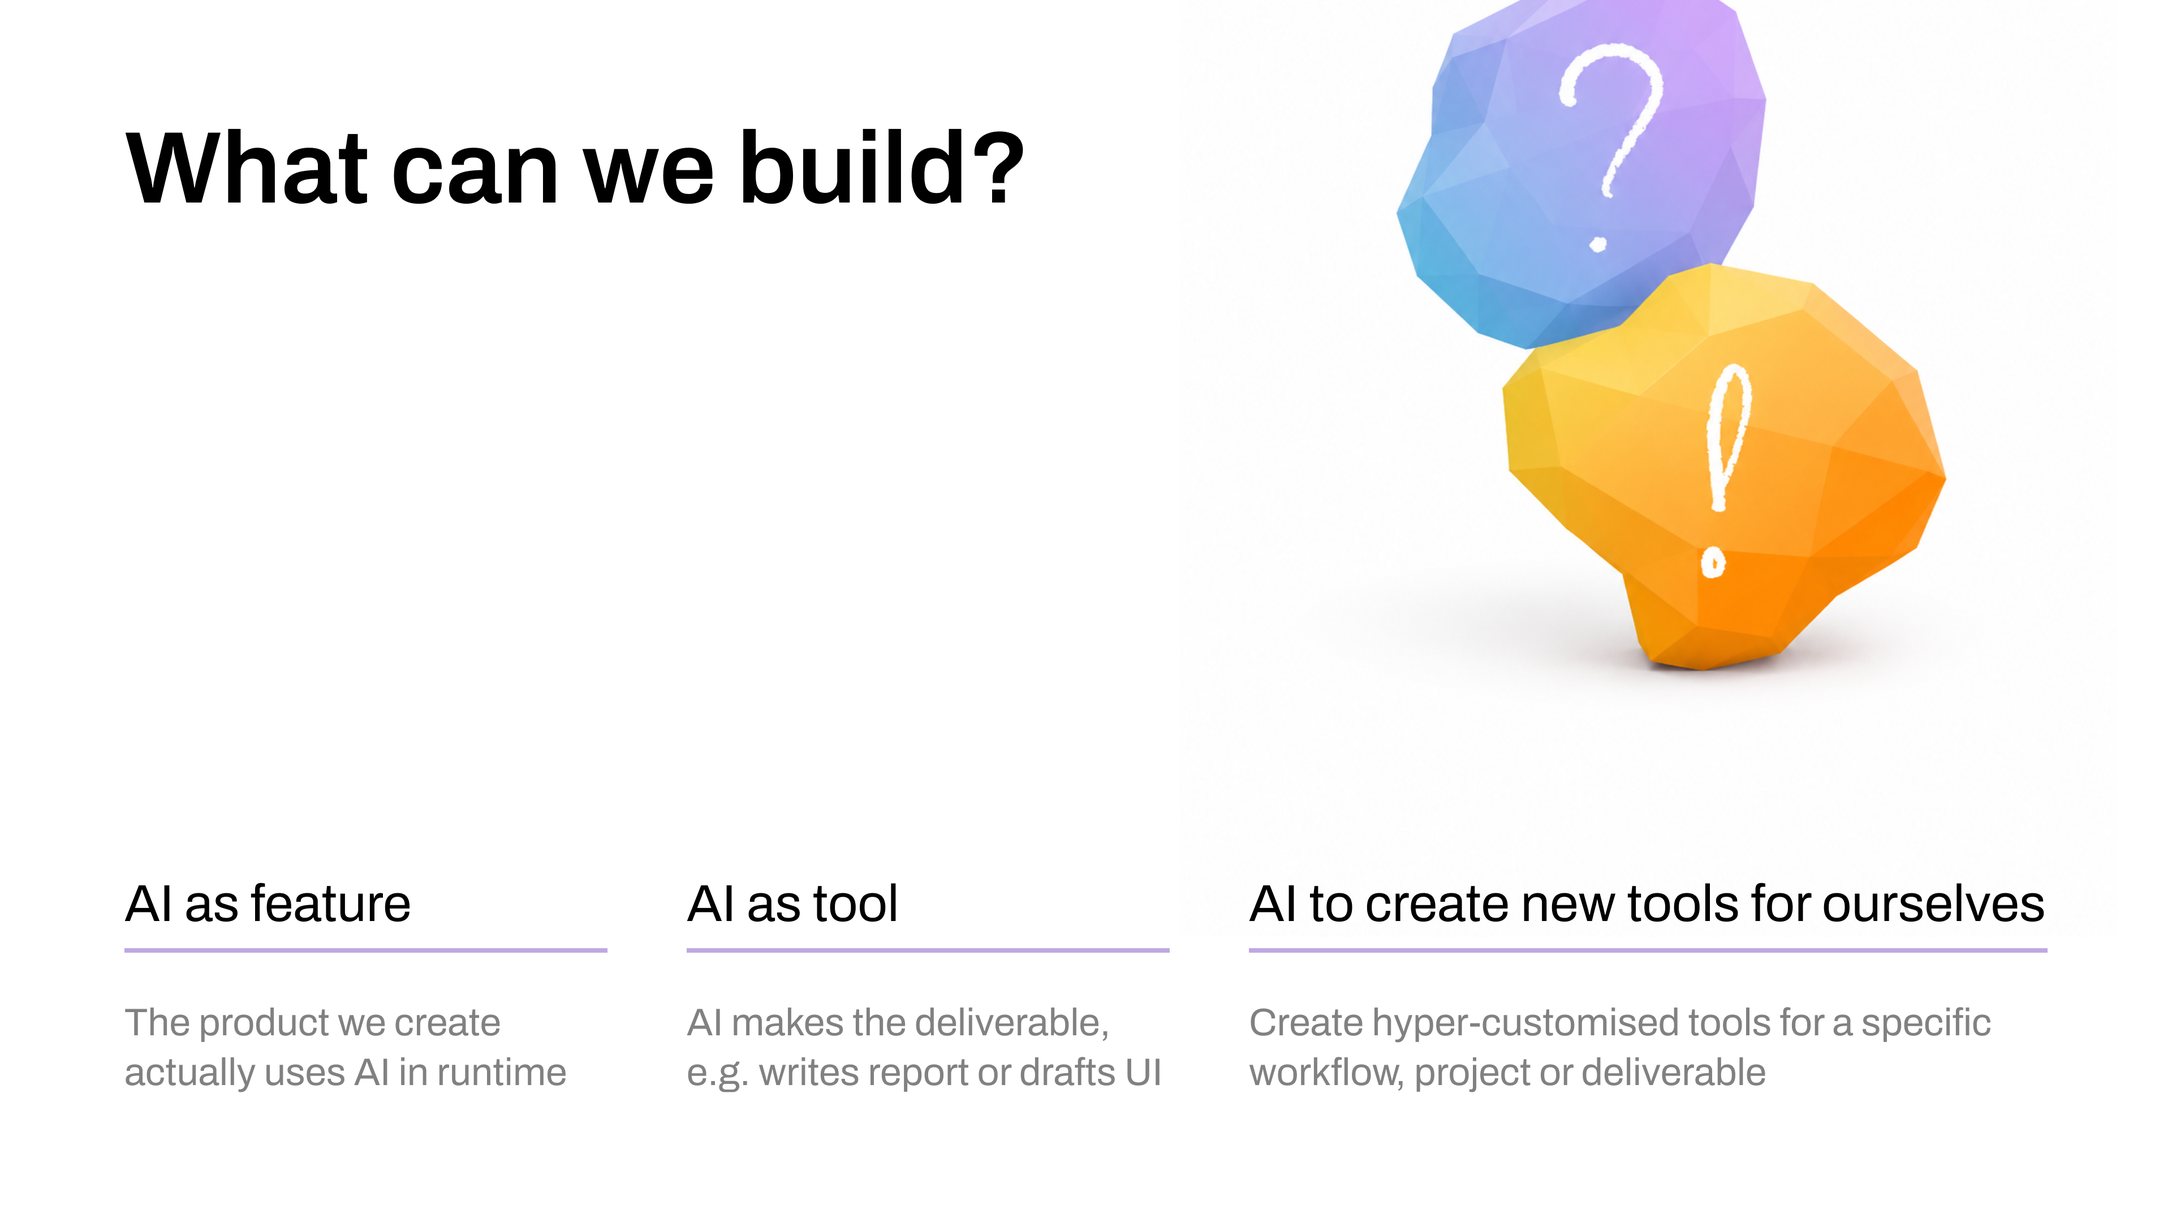 What can we build?
?
!
AI as feature
The product we create
actually uses AI in runtime
AI as tool
AI makes the deliverable,
e.g. writes report or drafts UI
AI to create new tools for ourselves
Create hyper-customised tools for a specific
workflow, project or deliverable